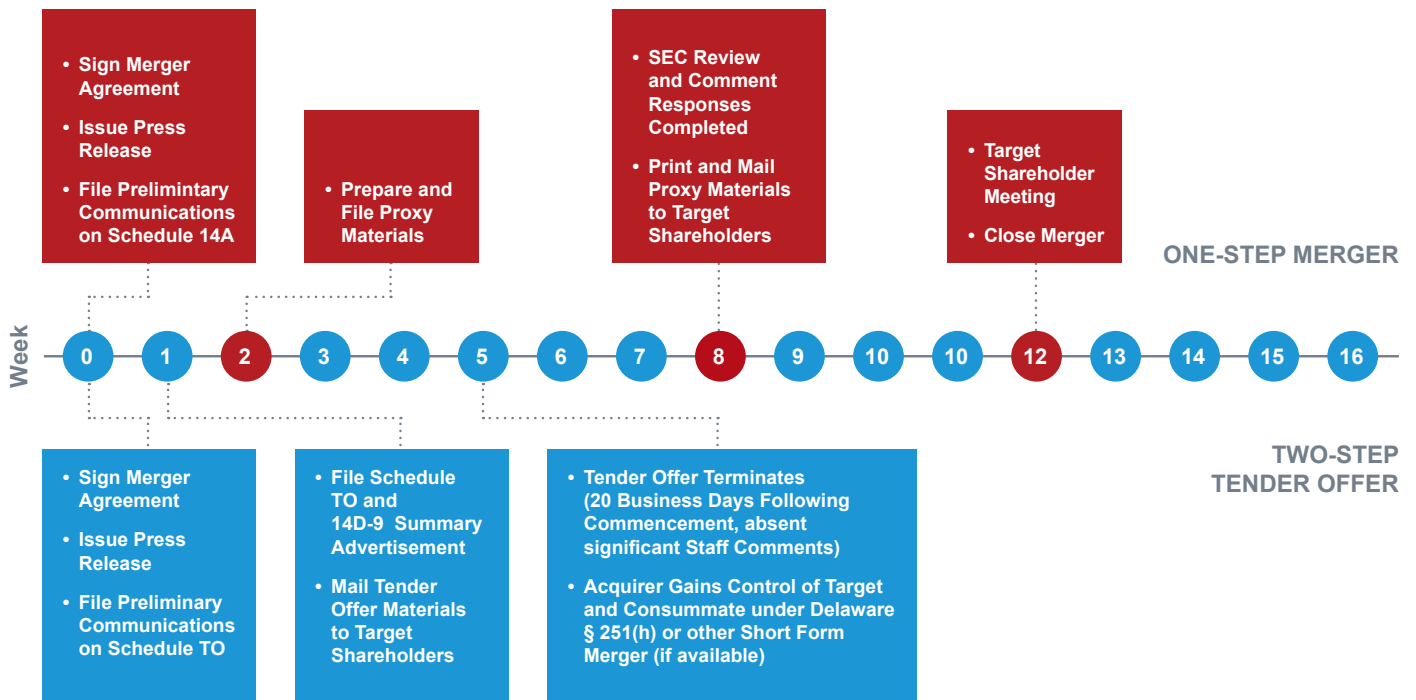 • Sign Merger
Agreement
• Issue Press
Release
• File Prelimintary
Communications
on Schedule 14A
• Prepare and
File Proxy
Materials
• SEC Review
and Comment
Responses
Completed
• Print and Mail
Proxy Materials
to Target
Shareholders
• Target
Shareholder
Meeting
• Close Merger
ONE-STEP MERGER
Week
0 1 2 3 4 5 6 7 8 9 10 10 12 13 14 15 16
• Sign Merger
Agreement
• Issue Press
Release
• File Preliminary
Communications
on Schedule TO
• File Schedule
TO and
14D-9 Summary
Advertisement
• Mail Tender
Offer Materials
to Target
Shareholders
• Tender Offer Terminates
(20 Business Days Following
Commencement, absent
significant Staff Comments)
• Acquirer Gains Control of Target
and Consummate under Delaware
§ 251(h) or other Short Form
Merger (if available)
TWO-STEP
TENDER OFFER